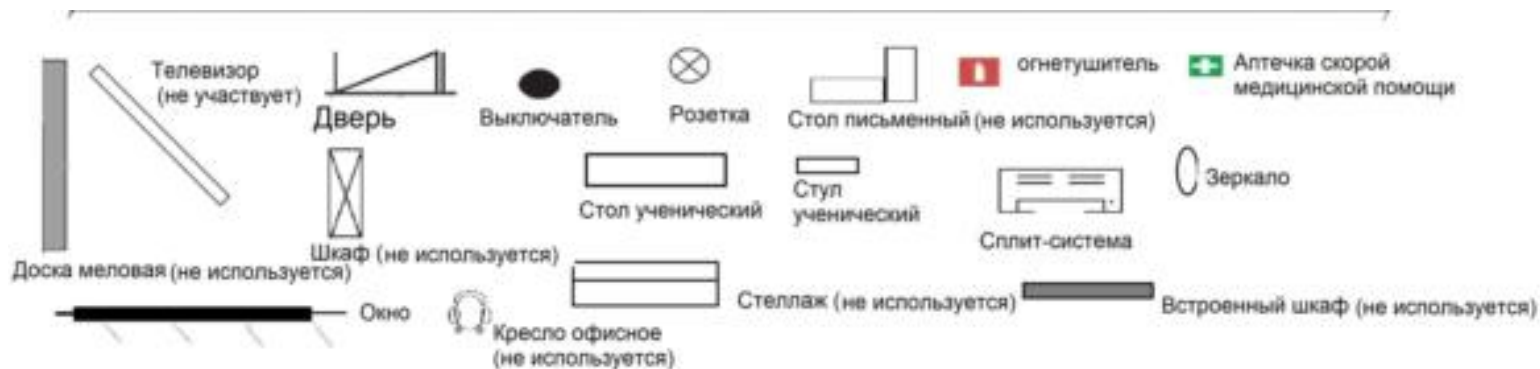 Телевизор
(не участвует)
Дверь
Выключатель
Розетка
Стол письменный (не используется)
огнетушитель
Аптечка скорой
медицинской помощи
Доска меловая (не используется)
Шкаф (не используется)
Стол ученический
Стул
ученический
Сплит-система
Зеркало
Окно
Кресло офисное
(не используется)
Стеллаж (не используется)
Встроенный шкаф (не используется)